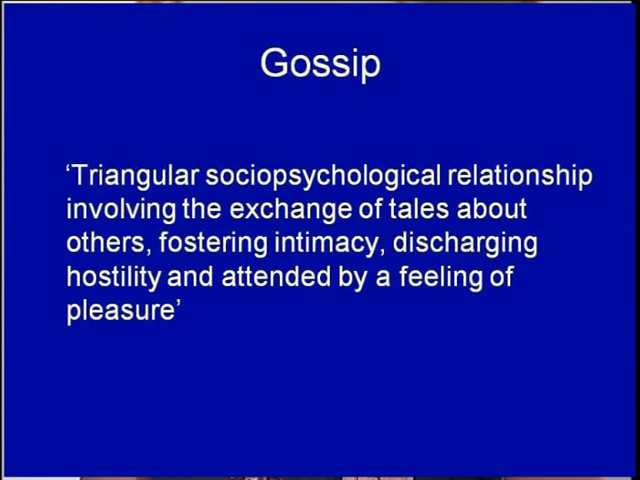 Gossip
‘Triangular sociopsychological relationship
involving the exchange of tales about
others, fostering intimacy, discharging
hostility and attended by a feeling of
pleasure’